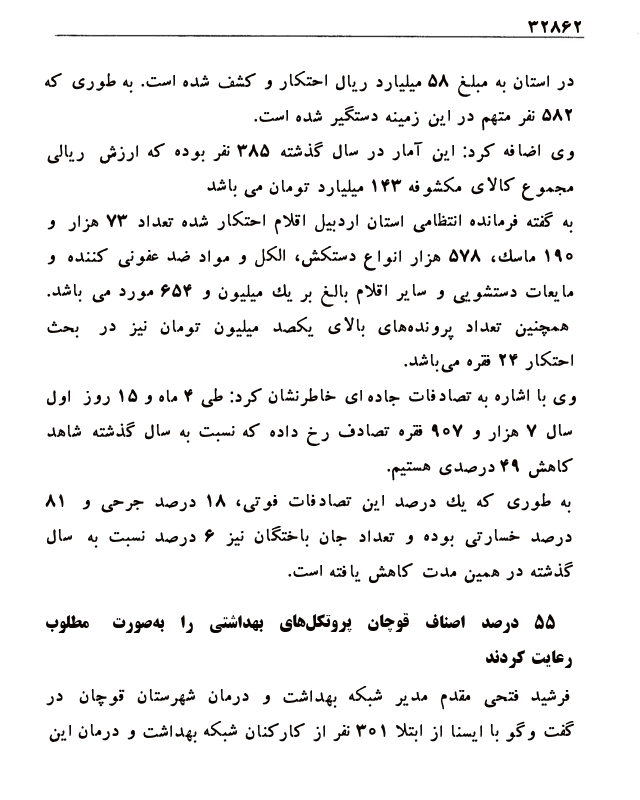 ۳۲۸۶۲
در استان به مبلغ ۵۸ میلیارد ریال احتکار و کشف شده است. به طوری که
۵۸۲ نفر متهم در این زمینه دستگیر شده است.
وی اضافه کرد: این آمار در سال گذشته ۳۸۵ نفر بوده که ارزش ریالی
مجموع کالای مکشوفه ۱۴۳ میلیارد تومان می باشد
به گفته فرمانده انتظامی استان اردبیل اقلام احتکار شده تعداد ۷۳ هزار و
۱۹۰ ماسك، ۵۷۸ هزار انواع دستکش، الکل و مواد ضد عفونی کننده و
مایعات دستشویی و سایر اقلام بالغ بر یك میلیون و ۶۵۴ مورد می باشد.
همچنین تعداد پرونده‌های بالای یکصد میلیون تومان نیز در بحث
احتکار ۲۴ فقره می‌باشد.
وی با اشاره به تصادفات جاده ای خاطرنشان کرد: طی ۴ ماه و ۱۵ روز اول
سال ۷ هزار و ۹۰۷ فقره تصادف رخ داده که نسبت به سال گذشته شاهد
کاهش ۴۹ درصدی هستیم.
به طوری که یك درصد این تصادفات فوتی، ۱۸ درصد جرحی و ۸۱
درصد خسارتی بوده و تعداد جان باختگان نیز ۶ درصد نسبت به سال
گذشته در همین مدت کاهش یافته است.
۵۵ درصد اصناف قوچان پروتکل‌های بهداشتی را به‌صورت مطلوب
رعایت کردند
فرشید فتحی مقدم مدیر شبکه بهداشت و درمان شهرستان قوچان در
گفت وگو با ایسنا از ابتلا ۳۰۱ نفر از کارکنان شبکه بهداشت و درمان این